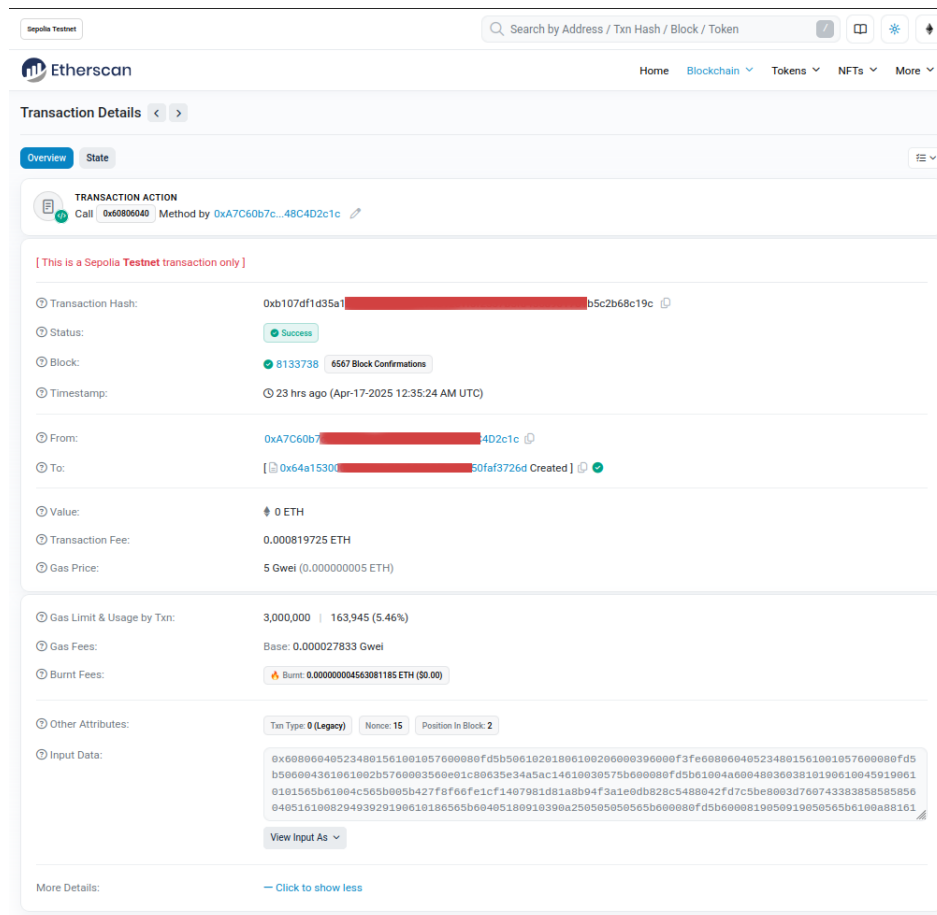 Sepolia Testnet
Search by Address / Txn Hash / Block / Token
/
Etherscan
Home Blockchain Tokens NFTs More
Transaction Details
Overview State
TRANSACTION ACTION
Call 0x60806040 Method by 0xA7C60b7c...48C4D2c1c
[ This is a Sepolia Testnet transaction only ]
Transaction Hash: 0xb107df1d35a1 b5c2b68c19c
Status: Success
Block: 8133738 6567 Block Confirmations
Timestamp: 23 hrs ago (Apr-17-2025 12:35:24 AM UTC)
From: 0xA7C60b7 4D2c1c
To: [ 0x64a15300 50faf3726d Created ]
Value: 0 ETH
Transaction Fee: 0.000819725 ETH
Gas Price: 5 Gwei (0.000000005 ETH)
Gas Limit & Usage by Txn: 3,000,000 | 163,945 (5.46%)
Gas Fees: Base: 0.000027833 Gwei
Burnt Fees: Burnt: 0.000000004563081185 ETH ($0.00)
Other Attributes: Txn Type: 0 (Legacy) Nonce: 15 Position In Block: 2
Input Data: 0x608060405234801561001057600080fd5b50610201806100206000396000f3fe608060405234801561001057600080fd5
b506004361061002b5760003560e01c80635e34a5ac14610030575b600080fd5b61004a6004803603810190610045919061
0101565b61004c565b005b427f8f66fe1cf1407981d81a8b94f3a1e0db828c5488042fd7c5be8003d7607433838585858​56
0405161008294939291906101​86565b60405180910390a250505050565b600080fd5b6000819050919050565b6100a88161
View Input As
More Details: — Click to show less